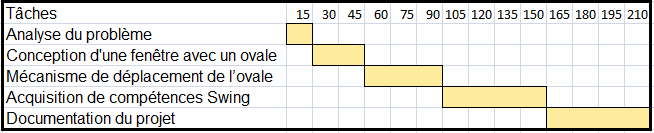 Tâches 15 30 45 60 75 90 105 120 135 150 165 180 195 210
Analyse du problème
Conception d'une fenêtre avec un ovale
Mécanisme de déplacement de l’ovale
Acquisition de compétences Swing
Documentation du projet